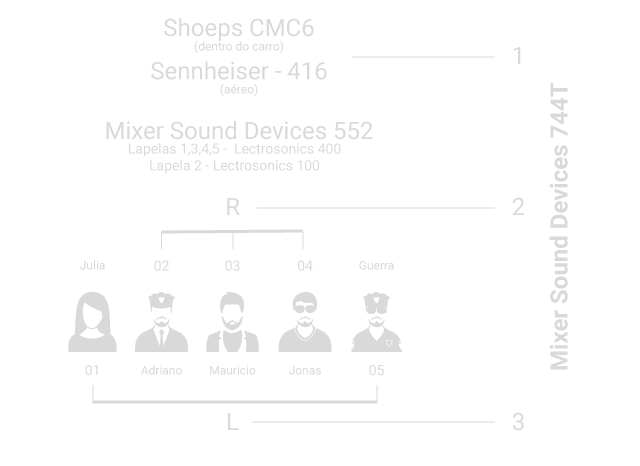 Shoeps CMC6
(dentro do carro)
1
Sennheiser - 416
(aéreo)
Mixer Sound Devices 552
Lapelas 1,3,4,5 - Lectrosonics 400
Lapela 2 - Lectrosonics 100
R
2
Julia
02
03
04
Guerra
01
Adriano
Mauricio
Jonas
05
L
3
Mixer Sound Devices 744T